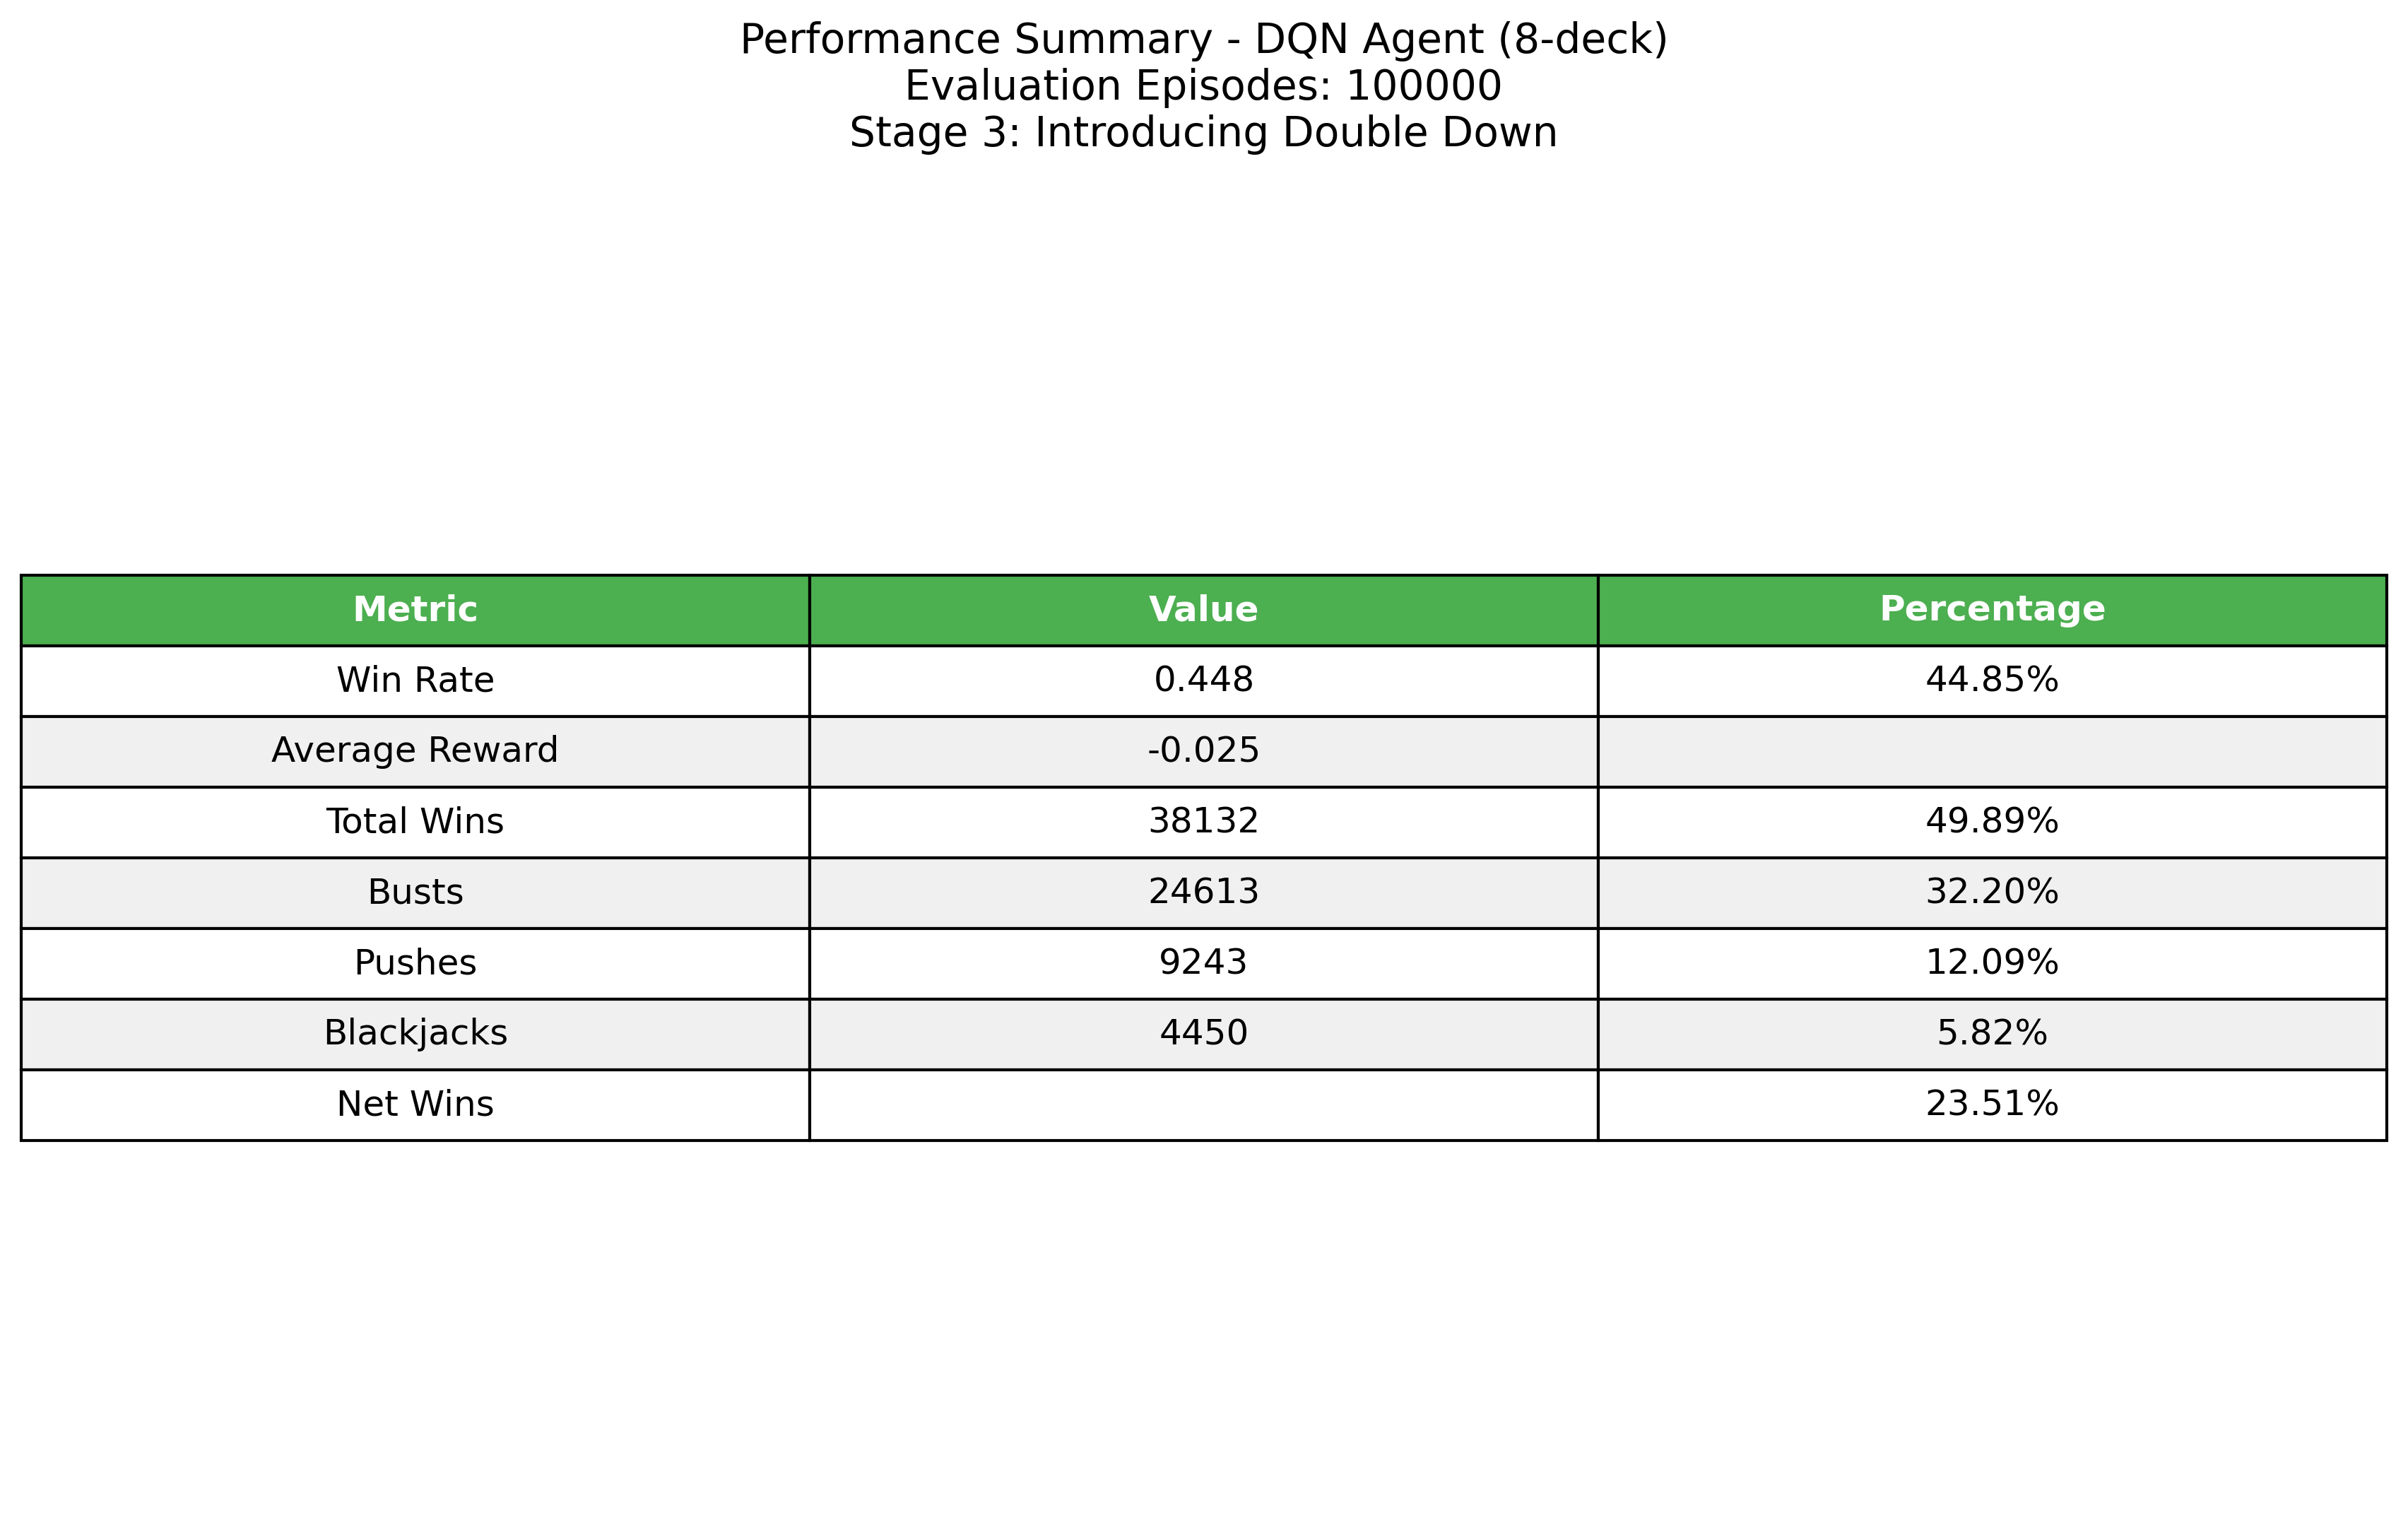 Performance Summary - DQN Agent (8-deck)
Evaluation Episodes: 100000
Stage 3: Introducing Double Down
Metric Value Percentage
Win Rate 0.448 44.85%
Average Reward -0.025
Total Wins 38132 49.89%
Busts 24613 32.20%
Pushes 9243 12.09%
Blackjacks 4450 5.82%
Net Wins 23.51%